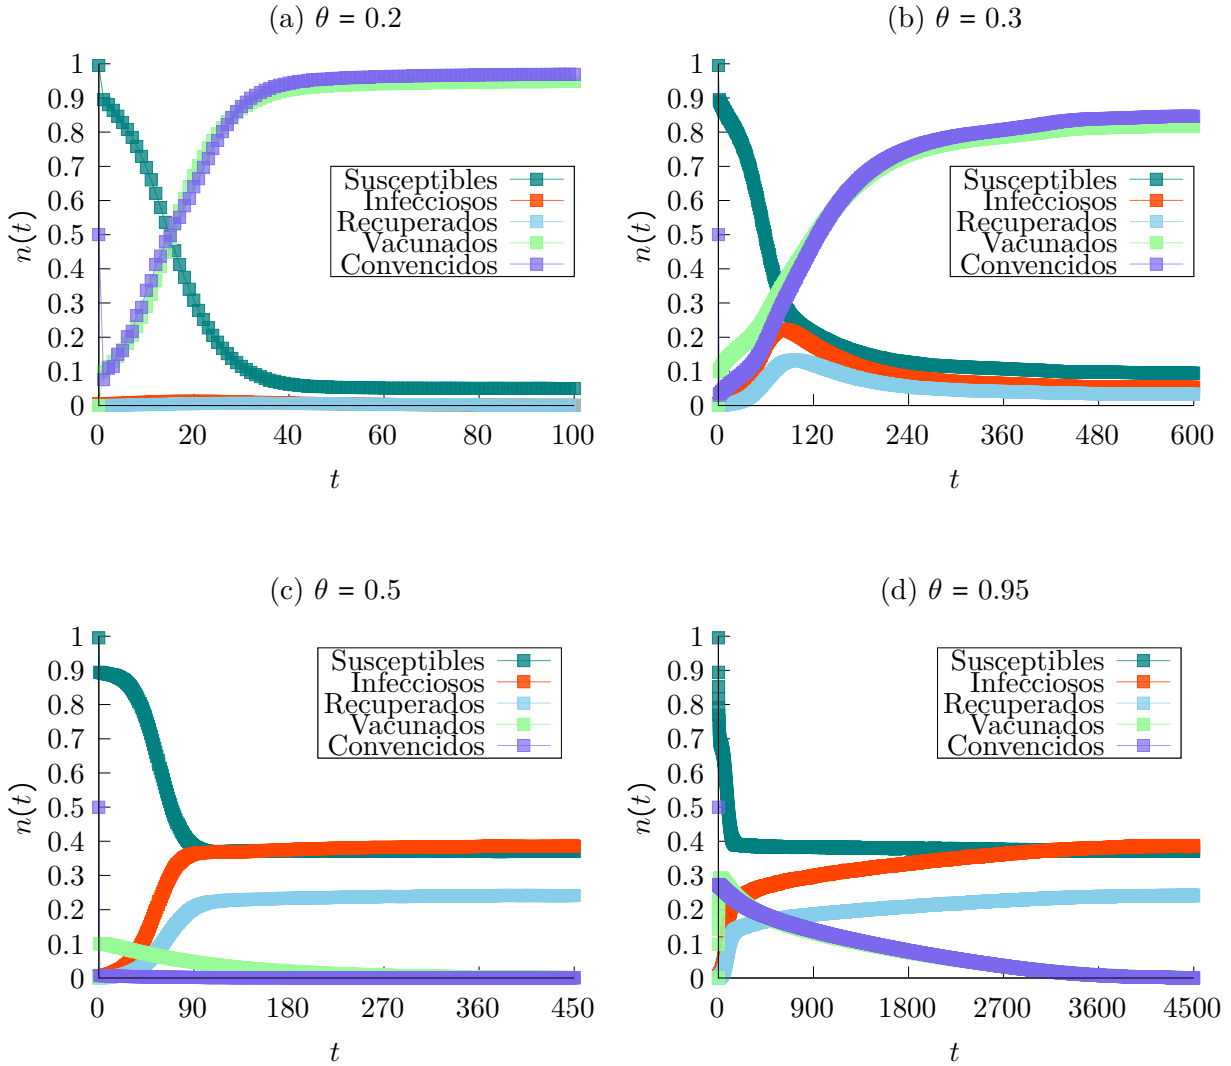 (a) θ = 0.2
n(t)
1
0.9
0.8
0.7
0.6
0.5
0.4
0.3
0.2
0.1
0
0 20 40 60 80 100
t
Susceptibles
Infecciosos
Recuperados
Vacunados
Convencidos
(b) θ = 0.3
n(t)
1
0.9
0.8
0.7
0.6
0.5
0.4
0.3
0.2
0.1
0
0 120 240 360 480 600
t
Susceptibles
Infecciosos
Recuperados
Vacunados
Convencidos
(c) θ = 0.5
n(t)
1
0.9
0.8
0.7
0.6
0.5
0.4
0.3
0.2
0.1
0
0 90 180 270 360 450
t
Susceptibles
Infecciosos
Recuperados
Vacunados
Convencidos
(d) θ = 0.95
n(t)
1
0.9
0.8
0.7
0.6
0.5
0.4
0.3
0.2
0.1
0
0 900 1800 2700 3600 4500
t
Susceptibles
Infecciosos
Recuperados
Vacunados
Convencidos